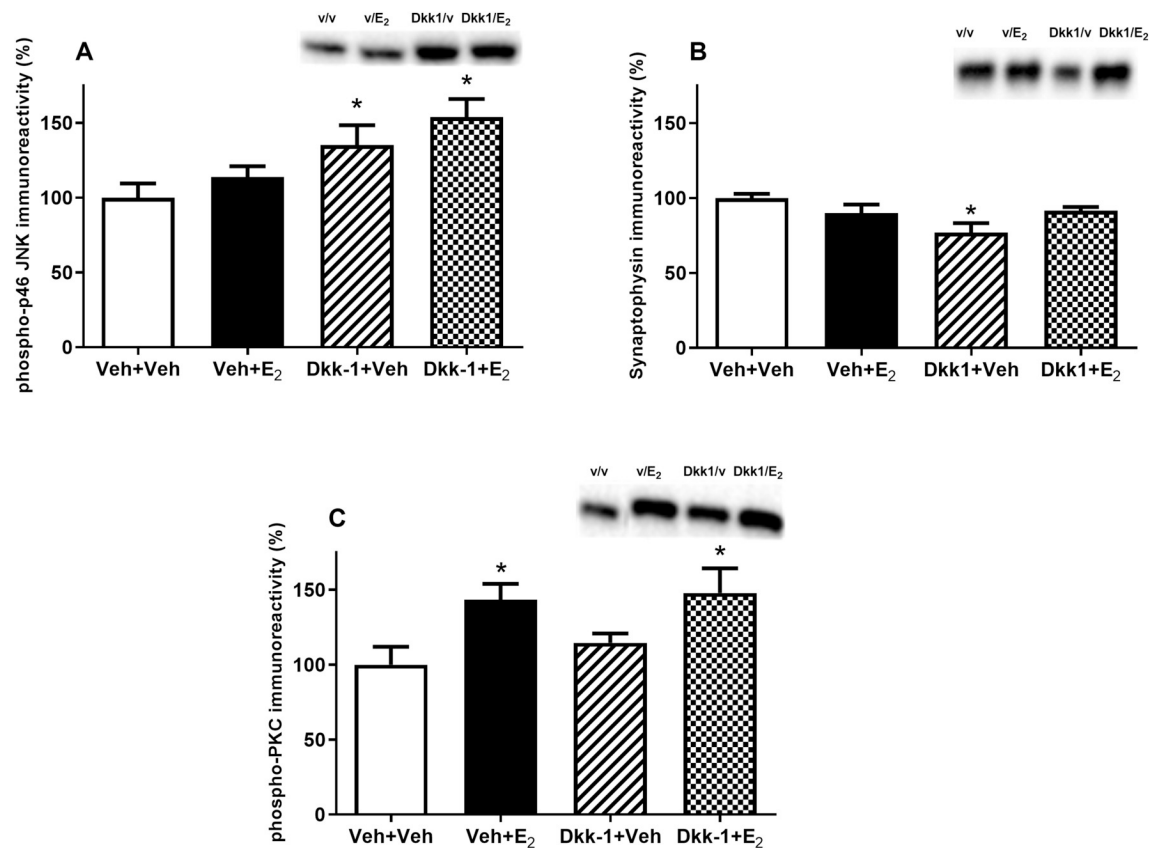 v/v v/E₂ Dkk1/v Dkk1/E₂
A
phospho-p46 JNK immunoreactivity (%)
*
*
150
100
50
0
Veh+Veh Veh+E₂ Dkk-1+Veh Dkk-1+E₂
v/v v/E₂ Dkk1/v Dkk1/E₂
B
Synaptophysin immunoreactivity (%)
*
150
100
50
0
Veh+Veh Veh+E₂ Dkk1+Veh Dkk1+E₂
v/v v/E₂ Dkk1/v Dkk1/E₂
C
phospho-PKC immunoreactivity (%)
*
*
150
100
50
0
Veh+Veh Veh+E₂ Dkk-1+Veh Dkk-1+E₂